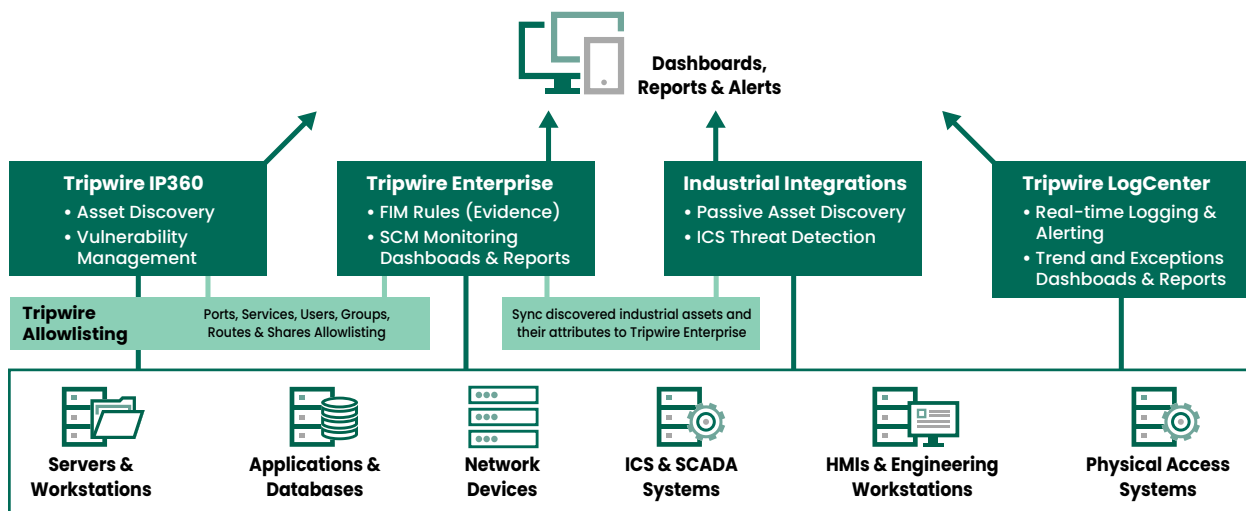 Dashboards,
Reports & Alerts
Tripwire IP360
• Asset Discovery
• Vulnerability
Management
Tripwire Enterprise
• FIM Rules (Evidence)
• SCM Monitoring
Dashboads & Reports
Industrial Integrations
• Passive Asset Discovery
• ICS Threat Detection
Tripwire LogCenter
• Real-time Logging &
Alerting
• Trend and Exceptions
Dashboads & Reports
Tripwire
Allowlisting
Ports, Services, Users, Groups,
Routes & Shares Allowlisting
Sync discovered industrial assets and
their attributes to Tripwire Enterprise
Servers &
Workstations
Applications &
Databases
Network
Devices
ICS & SCADA
Systems
HMIs & Engineering
Workstations
Physical Access
Systems